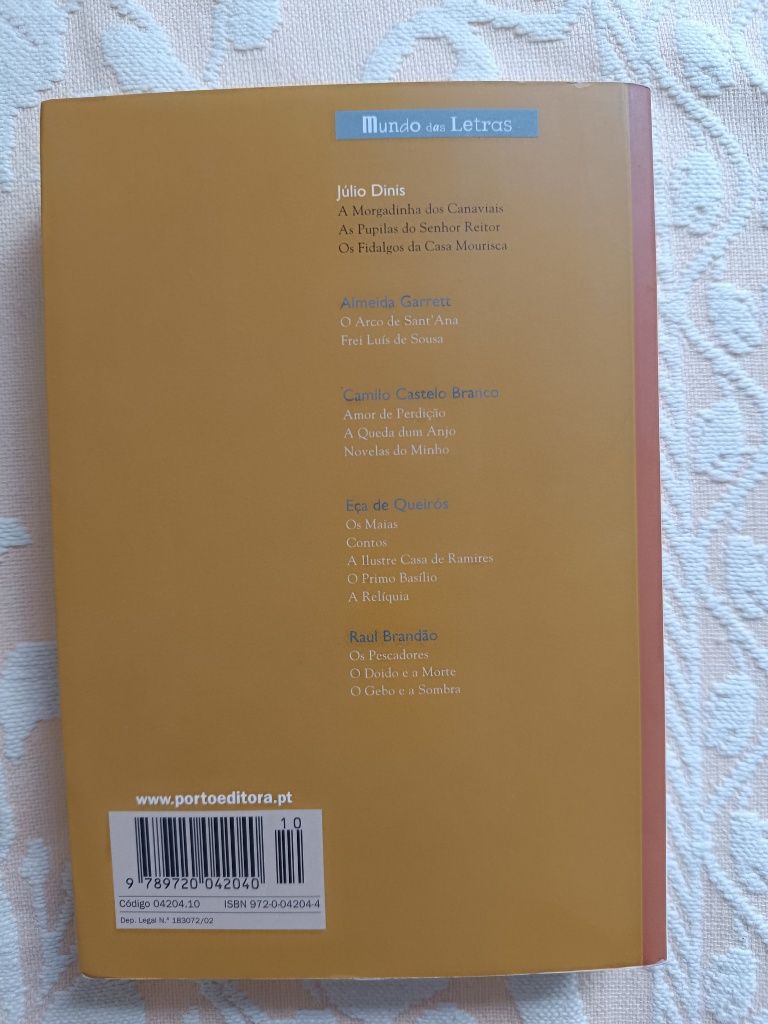 Mundo das Letras
Júlio Dinis
A Morgadinha dos Canaviais
As Pupilas do Senhor Reitor
Os Fidalgos da Casa Mourisca
Almeida Garrett
O Arco de Sant'Ana
Frei Luís de Sousa
Camilo Castelo Branco
Amor de Perdição
A Queda dum Anjo
Novelas do Minho
Eça de Queirós
Os Maias
Contos
A Ilustre Casa de Ramires
O Primo Basílio
A Relíquia
Raul Brandão
Os Pescadores
O Doido e a Morte
O Gebo e a Sombra
www.portoeditora.pt
10
9 789720 042040
Código 04204.10 ISBN 972-0-04204-4
Dep. Legal N.º 183072/02